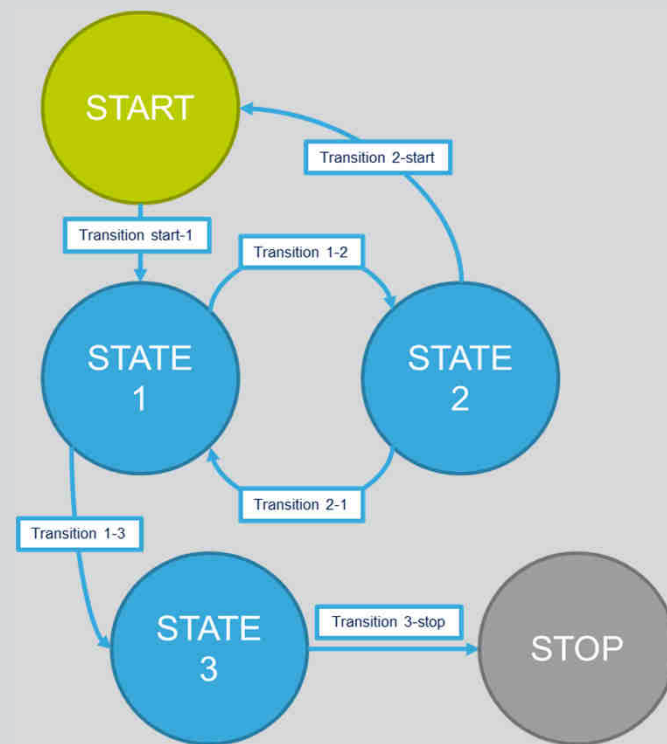 START
Transition 2-start
Transition start-1
Transition 1-2
STATE
1
STATE
2
Transition 2-1
Transition 1-3
STATE
3
Transition 3-stop
STOP